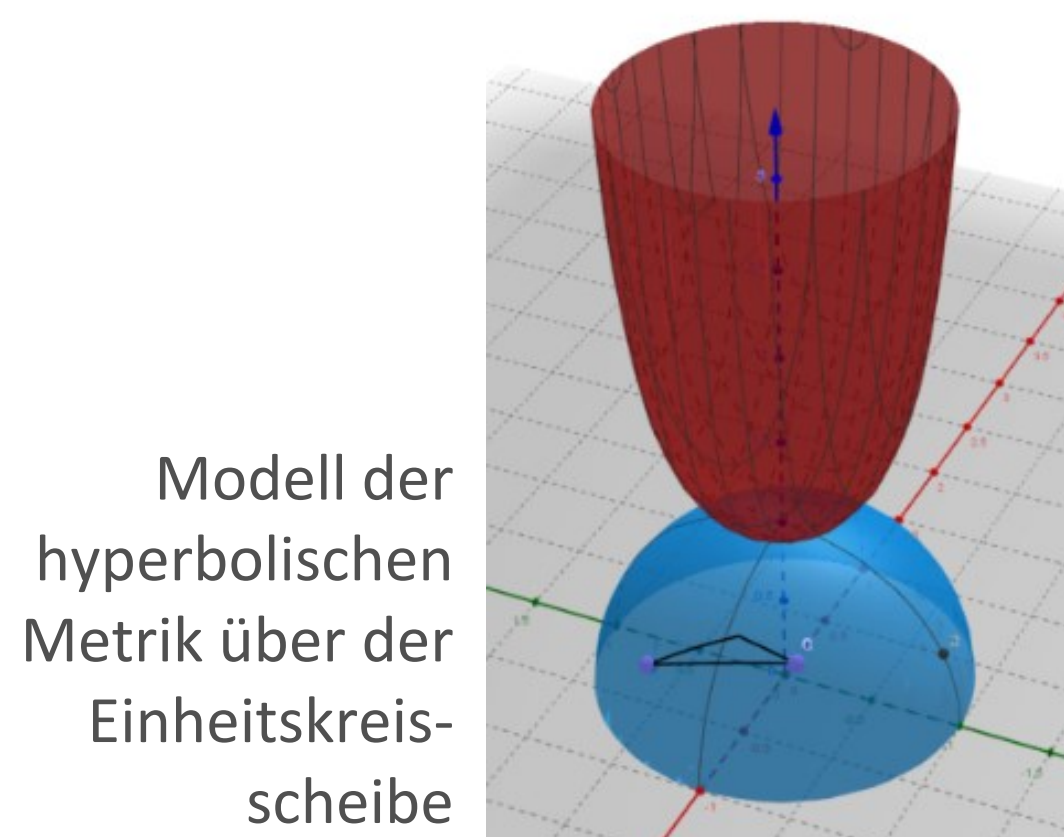 Modell der
hyperbolischen
Metrik über der
Einheitskreis-
scheibe